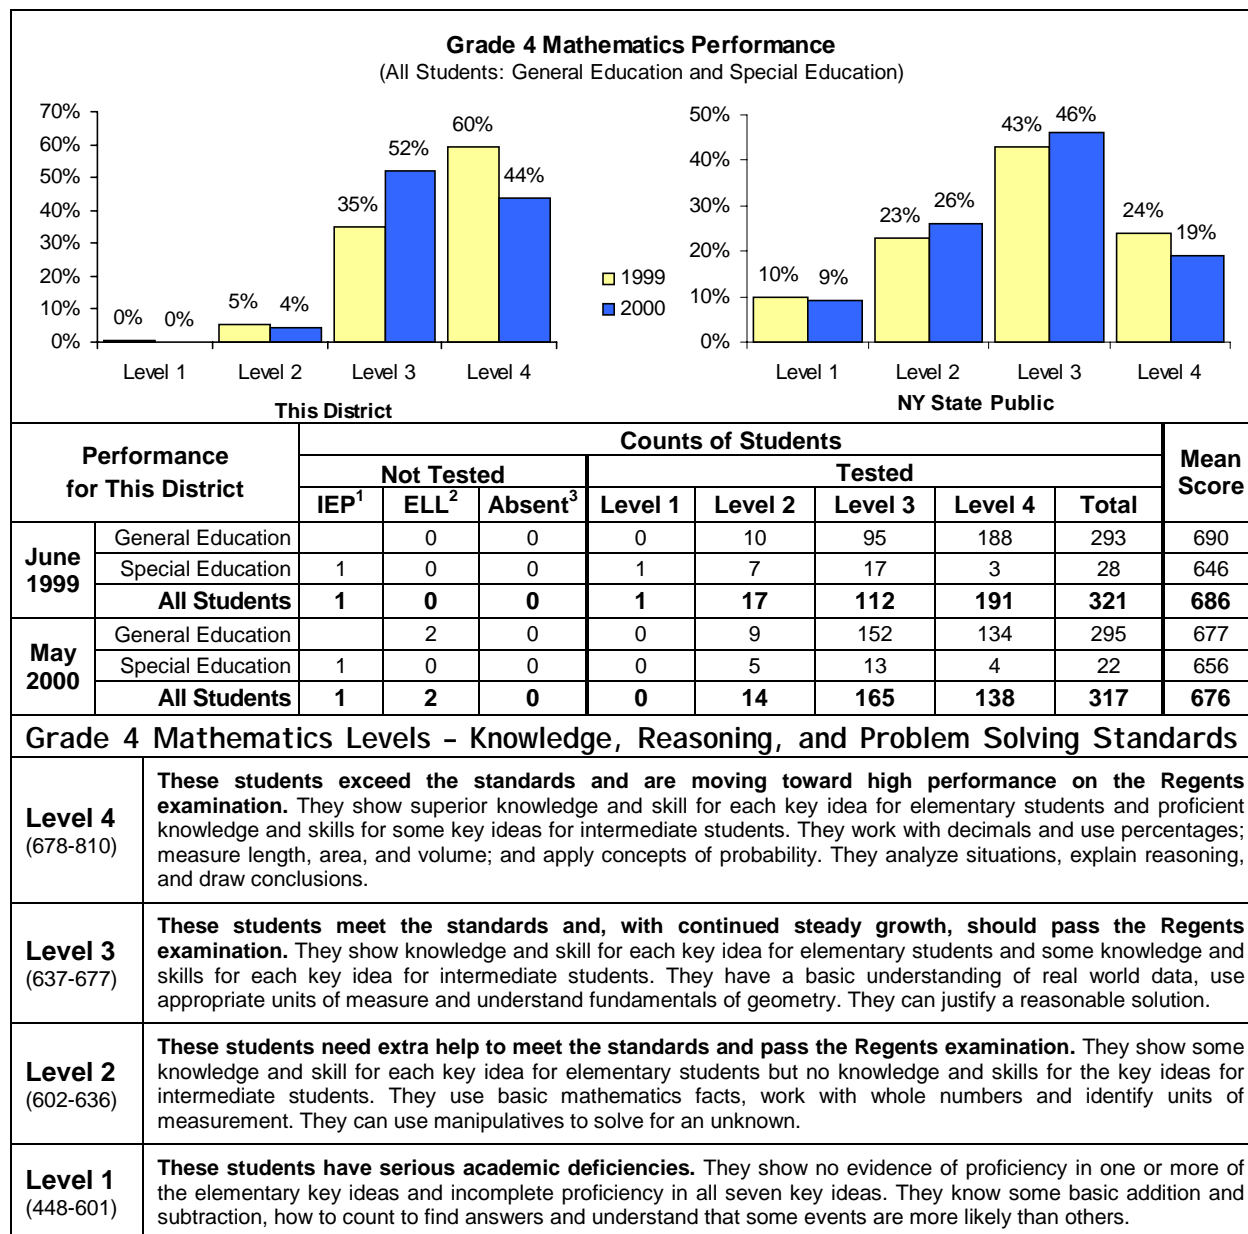 Grade 4 Mathematics Performance
(All Students: General Education and Special Education)
70%
60%
50%
40%
30%
20%
10%
0%
0% 0%
5% 4%
35% 52%
60% 44%
Level 1 Level 2 Level 3 Level 4
This District
1999
2000
50%
40%
30%
20%
10%
0%
10% 9%
23% 26%
43% 46%
24% 19%
Level 1 Level 2 Level 3 Level 4
NY State Public
Performance for This District
Counts of Students
Mean Score
Not Tested Tested
IEP1 ELL2 Absent3 Level 1 Level 2 Level 3 Level 4 Total
June 1999
General Education 0 0 0 10 95 188 293 690
Special Education 1 0 0 1 7 17 3 28 646
All Students 1 0 0 1 17 112 191 321 686
May 2000
General Education 2 0 0 9 152 134 295 677
Special Education 1 0 0 0 5 13 4 22 656
All Students 1 2 0 0 14 165 138 317 676
Grade 4 Mathematics Levels – Knowledge, Reasoning, and Problem Solving Standards
Level 4
(678-810)
These students exceed the standards and are moving toward high performance on the Regents
examination. They show superior knowledge and skill for each key idea for elementary students and proficient
knowledge and skills for some key ideas for intermediate students. They work with decimals and use percentages;
measure length, area, and volume; and apply concepts of probability. They analyze situations, explain reasoning,
and draw conclusions.
Level 3
(637-677)
These students meet the standards and, with continued steady growth, should pass the Regents
examination. They show knowledge and skill for each key idea for elementary students and some knowledge and
skills for each key idea for intermediate students. They have a basic understanding of real world data, use
appropriate units of measure and understand fundamentals of geometry. They can justify a reasonable solution.
Level 2
(602-636)
These students need extra help to meet the standards and pass the Regents examination. They show some
knowledge and skill for each key idea for elementary students but no knowledge and skills for the key ideas for
intermediate students. They use basic mathematics facts, work with whole numbers and identify units of
measurement. They can use manipulatives to solve for an unknown.
Level 1
(448-601)
These students have serious academic deficiencies. They show no evidence of proficiency in one or more of
the elementary key ideas and incomplete proficiency in all seven key ideas. They know some basic addition and
subtraction, how to count to find answers and understand that some events are more likely than others.